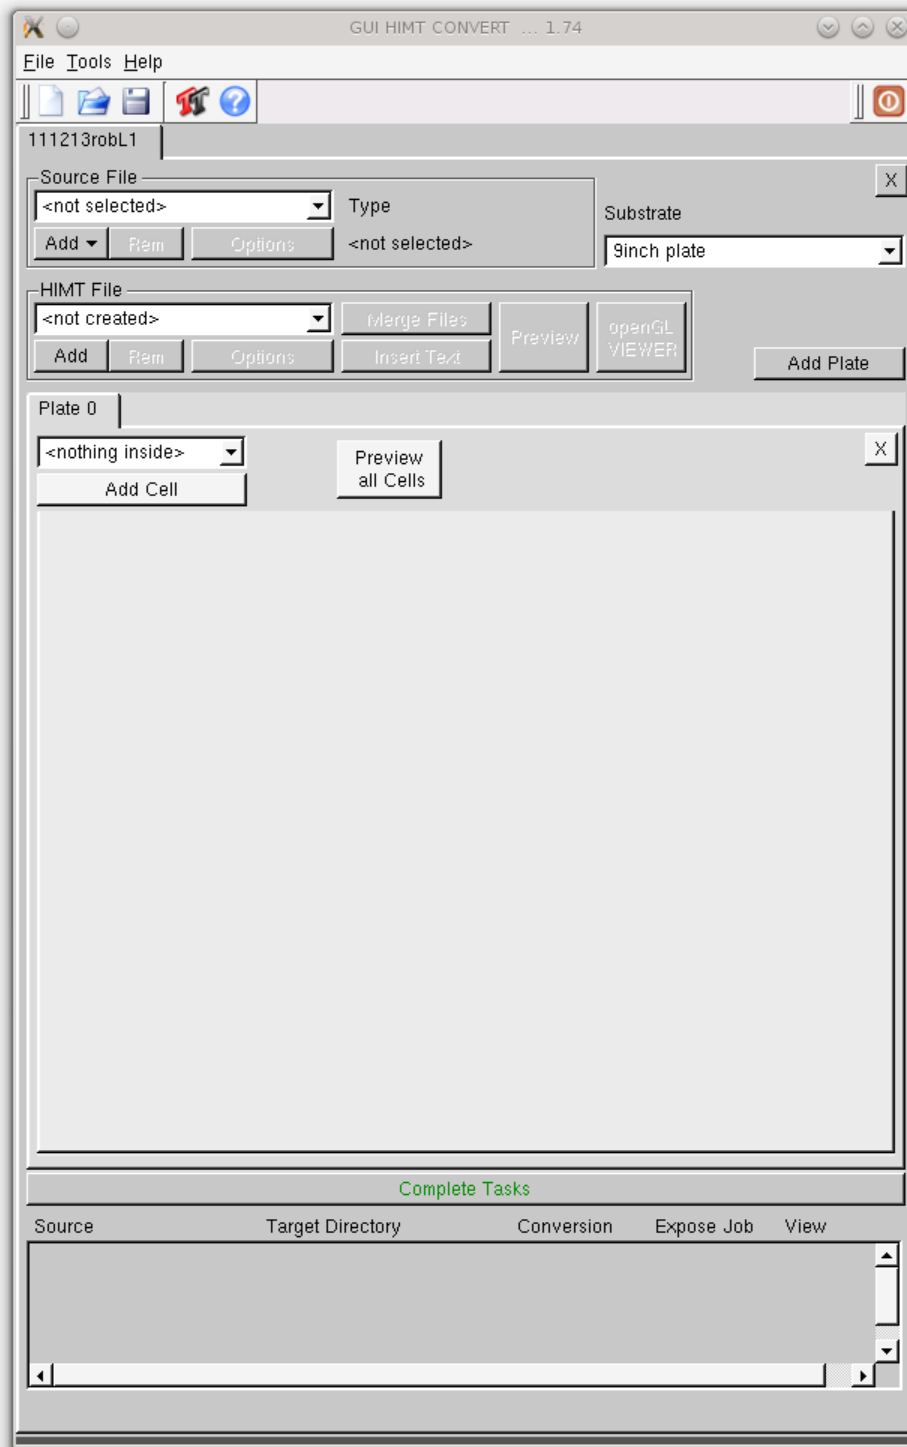 GUI HIMT CONVERT ... 1.74
File Tools Help
111213robL1
Source File
X
<not selected>
Type
Substrate
Add
Rem
Options
<not selected>
9inch plate
HIMT File
<not created>
Merge Files
Preview
openGL
VIEWER
Add
Rem
Options
Insert Text
Add Plate
Plate 0
<nothing inside>
Preview
all Cells
X
Add Cell
Complete Tasks
Source Target Directory Conversion Expose Job View